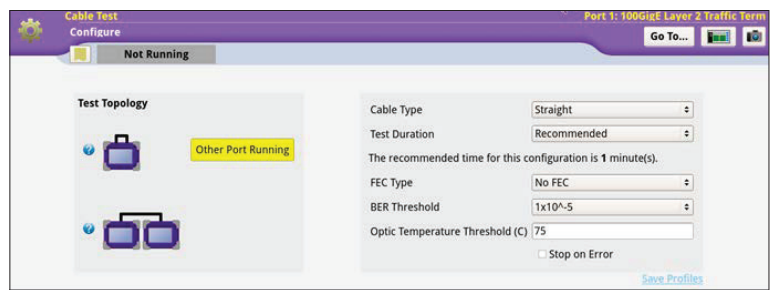 Cable Test
Port 1: 100GigE Layer 2 Traffic Term
Configure
Go To...
Not Running
Test Topology
Other Port Running
Cable Type Straight
Test Duration Recommended
The recommended time for this configuration is 1 minute(s).
FEC Type No FEC
BER Threshold 1x10^-5
Optic Temperature Threshold (C) 75
Stop on Error
Save Profiles